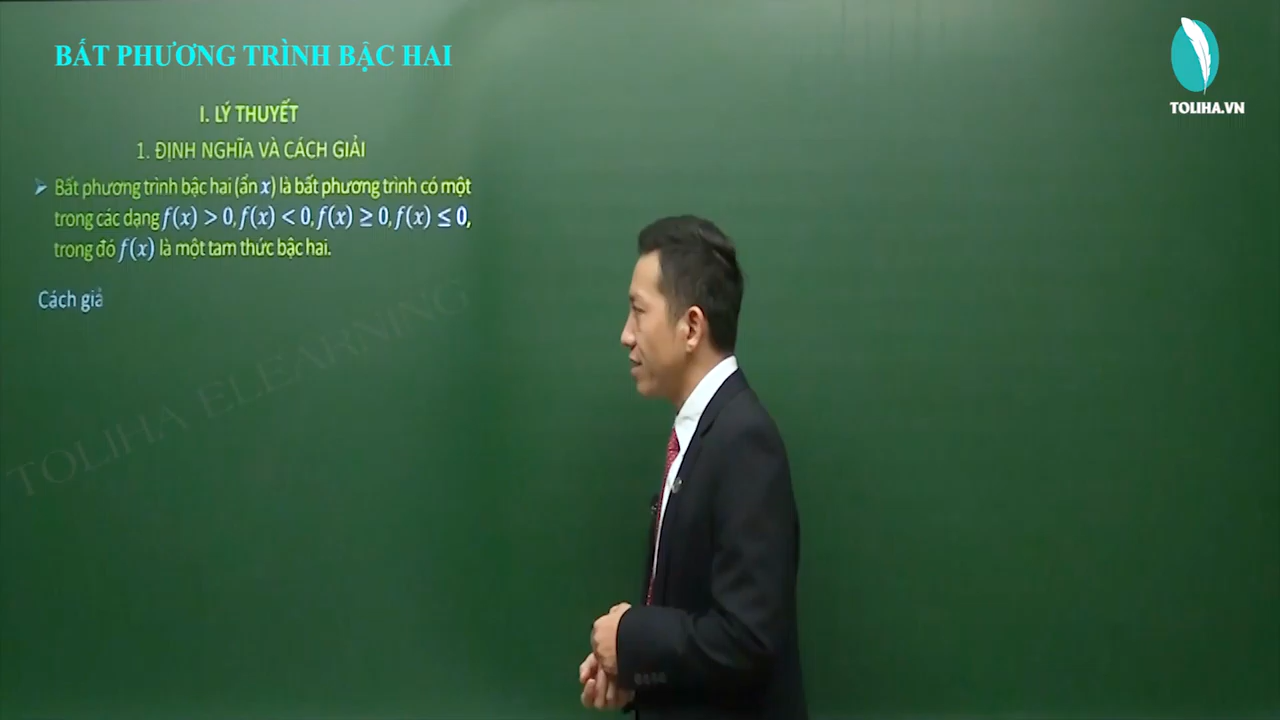 BẤT PHƯƠNG TRÌNH BẬC HAI
TOLIHA.VN
I. LÝ THUYẾT
1. ĐỊNH NGHĨA VÀ CÁCH GIẢI
➤ Bất phương trình bậc hai (ẩn x) là bất phương trình có một
trong các dạng f(x) > 0, f(x) < 0, f(x) ≥ 0, f(x) ≤ 0,
trong đó f(x) là một tam thức bậc hai.
Cách giả
TOLIHA ELEARNING